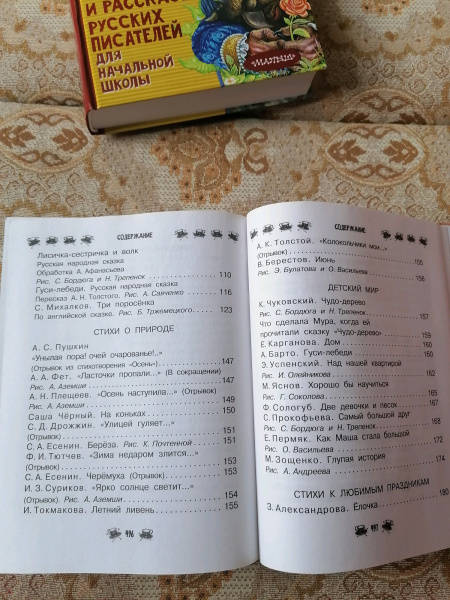 И РАССКАЗ
РУССКИХ
ПИСАТЕЛЕЙ
ДЛЯ
НАЧАЛЬНОЙ
ШКОЛЫ
МАЛЫШ
СОДЕРЖАНИЕ
Лисичка-сестричка и волк
Русская народная сказка
Обработка А. Афанасьева
Рис. С. Бордюга и Н. Трепенок 110
Гуси-лебеди. Русская народная сказка
Пересказ А.Н. Толстого. Рис. А. Савченко 116
С. Михалков. Три поросёнка
По английской сказке. Рис. Б. Тржемецкого 123
СТИХИ О ПРИРОДЕ
А. С. Пушкин
«Унылая пора! очей очарованье!..»
(Отрывок из стихотворения «Осень») 147
А. А. Фет. «Ласточки пропали...» (В сокращении)
Рис. А. Аземши 147
А. Н. Плещеев. «Осень наступила...» (Отрывок)
Рис. А. Аземши 149
Саша Чёрный. На коньках 150
С. Д. Дрожжин. «Улицей гуляет...»
(Отрывок) 151
С. А. Есенин. Берёза. Рис. К. Почтенной 151
Ф. И. Тютчев. «Зима недаром злится...»
(Отрывок) 153
С. А. Есенин. Черёмуха (Отрывок) 153
И. З. Суриков. «Ярко солнце светит...»
(Отрывок). Рис. А. Аземши 154
И. Токмакова. Летний ливень 155
496
СОДЕРЖАНИЕ
А. К. Толстой. «Колокольчики мои...»
(Отрывок) 155
В. Берестов. Июнь 156
Рис. Э. Булатова и О. Васильева
ДЕТСКИЙ МИР
К. Чуковский. Чудо-дерево
Рис. С. Бордюга и Н. Трепенок 157
Что сделала Мура, когда ей
прочитали сказку «Чудо-дерево» 159
Е. Карганова. Дом 160
А. Барто. Гуси-лебеди
Э. Успенский. Над нашей квартирой
Рис. И. Олейникова
М. Яснов. Хорошо бы научиться
Рис. Г. Соколова
Ф. Сологуб. Две девочки и песок 167
С. Прокофьева. Самый большой друг
Рис. С. Бордюга и Н. Трепенок 168
Е. Пермяк. Как Маша стала большой
Рис. О. Васильева 172
М. Зощенко. Глупая история 174
Рис. А. Андреева
СТИХИ К ЛЮБИМЫМ ПРАЗДНИКАМ
З. Александрова. Ёлочка 180
497